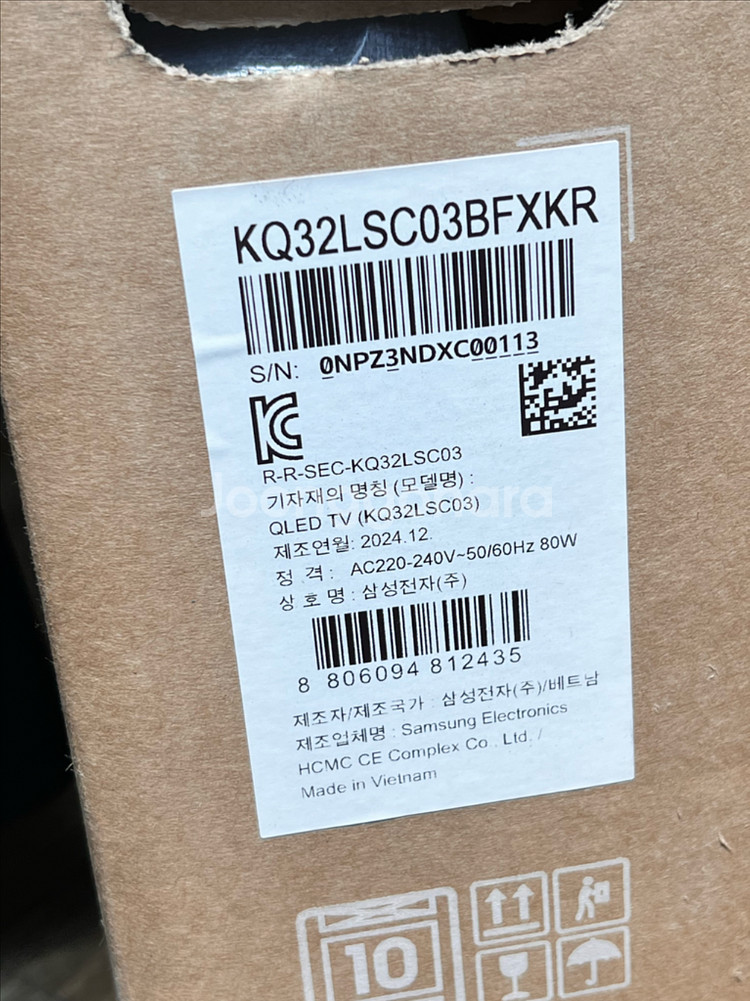 KQ32LSC03BFXKR
S/N: 0NPZ3NDXC00113
R-R-SEC-KQ32LSC03
기자재의 명칭 (모델명) :
QLED TV (KQ32LSC03)
제조연월: 2024.12.
정 격 : AC220-240V~50/60Hz 80W
상 호 명 : 삼성전자(주)
8 806094 812435
제조자/제조국가 : 삼성전자(주)/베트남
제조업체명 : Samsung Electronics
HCMC CE Complex Co., Ltd. /
Made in Vietnam
10